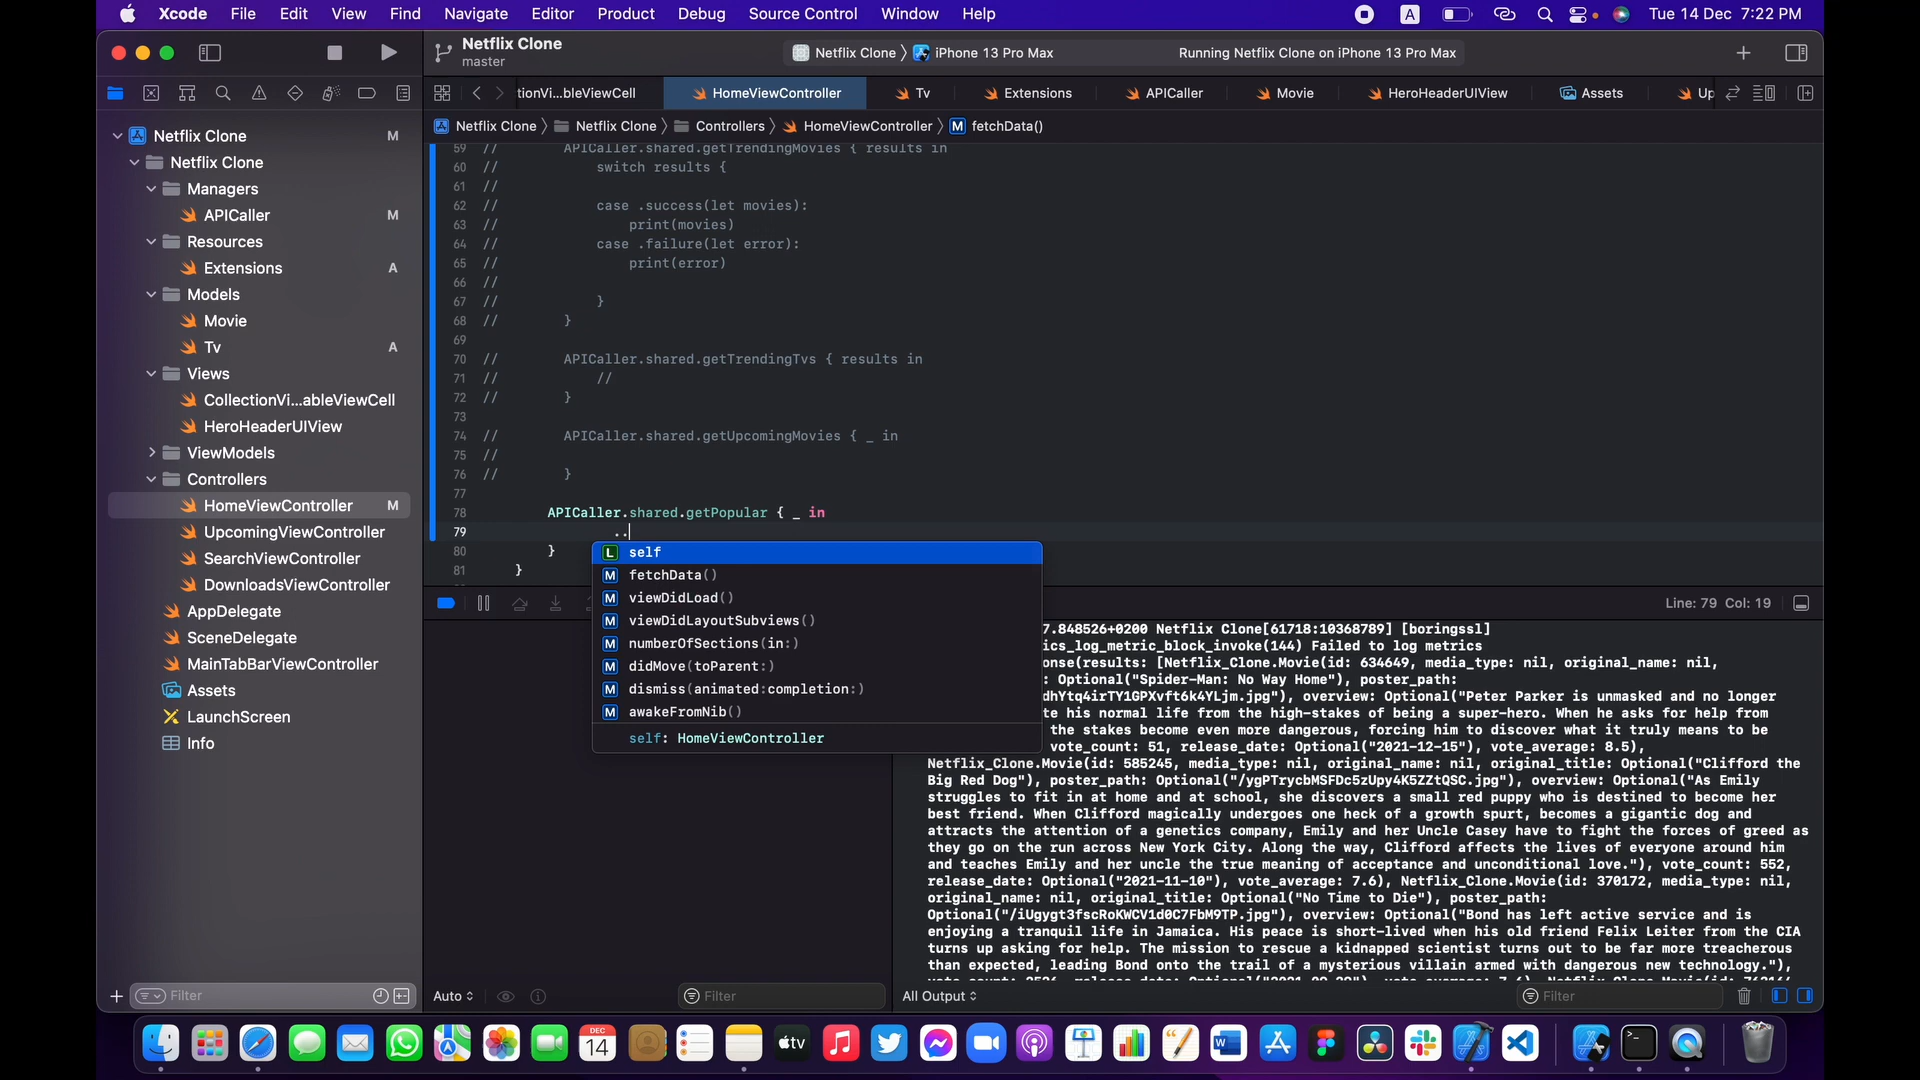 Xcode File Edit View Find Navigate Editor Product Debug Source Control Window Help
A
Tue 14 Dec 7:22 PM
Netflix Clone
master
Netflix Clone 〉 iPhone 13 Pro Max
Running Netflix Clone on iPhone 13 Pro Max
tionVi...bleViewCell
HomeViewController
Tv
Extensions
APICaller
Movie
HeroHeaderUIView
Assets
Up
Netflix Clone 〉 Netflix Clone 〉 Controllers 〉 HomeViewController 〉 M fetchData()
Netflix Clone M
Netflix Clone
Managers
APICaller M
Resources
Extensions A
Models
Movie
Tv A
Views
CollectionVi...ableViewCell
HeroHeaderUIView
ViewModels
Controllers
HomeViewController M
UpcomingViewController
SearchViewController
DownloadsViewController
AppDelegate
SceneDelegate
MainTabBarViewController
Assets
LaunchScreen
Info
Filter
59 // APICaller.shared.getTrendingMovies { results in
60 // switch results {
61 //
62 // case .success(let movies):
63 // print(movies)
64 // case .failure(let error):
65 // print(error)
66 //
67 // }
68 // }
69
70 // APICaller.shared.getTrendingTvs { results in
71 // //
72 // }
73
74 // APICaller.shared.getUpcomingMovies { _ in
75 //
76 // }
77
78 APICaller.shared.getPopular { _ in
79 ..
80 }
81 }
L self
M fetchData()
M viewDidLoad()
M viewDidLayoutSubviews()
M numberOfSections(in:)
M didMove(toParent:)
M dismiss(animated:completion:)
M awakeFromNib()
self: HomeViewController
Line: 79 Col: 19
7.848526+0200 Netflix Clone[61718:10368789] [boringssl]
ics_log_metric_block_invoke(144) Failed to log metrics
onse(results: [Netflix_Clone.Movie(id: 634649, media_type: nil, original_name: nil,
: Optional("Spider-Man: No Way Home"), poster_path:
dhYtq4irTY1GPXvft6k4YLjm.jpg"), overview: Optional("Peter Parker is unmasked and no longer
te his normal life from the high-stakes of being a super-hero. When he asks for help from
the stakes become even more dangerous, forcing him to discover what it truly means to be
vote_count: 51, release_date: Optional("2021-12-15"), vote_average: 8.5),
Netflix_Clone.Movie(id: 585245, media_type: nil, original_name: nil, original_title: Optional("Clifford the
Big Red Dog"), poster_path: Optional("/ygPTrycbMSFDc5zUpy4K5ZZtQSC.jpg"), overview: Optional("As Emily
struggles to fit in at home and at school, she discovers a small red puppy who is destined to become her
best friend. When Clifford magically undergoes one heck of a growth spurt, becomes a gigantic dog and
attracts the attention of a genetics company, Emily and her Uncle Casey have to fight the forces of greed as
they go on the run across New York City. Along the way, Clifford affects the lives of everyone around him
and teaches Emily and her uncle the true meaning of acceptance and unconditional love."), vote_count: 552,
release_date: Optional("2021-11-10"), vote_average: 7.6), Netflix_Clone.Movie(id: 370172, media_type: nil,
original_name: nil, original_title: Optional("No Time to Die"), poster_path:
Optional("/iUgygt3fscRoKWCV1d0C7FbM9TP.jpg"), overview: Optional("Bond has left active service and is
enjoying a tranquil life in Jamaica. His peace is short-lived when his old friend Felix Leiter from the CIA
turns up asking for help. The mission to rescue a kidnapped scientist turns out to be far more treacherous
than expected, leading Bond onto the trail of a mysterious villain armed with dangerous new technology."),
Auto
Filter
All Output
Filter
DEC
14
tv